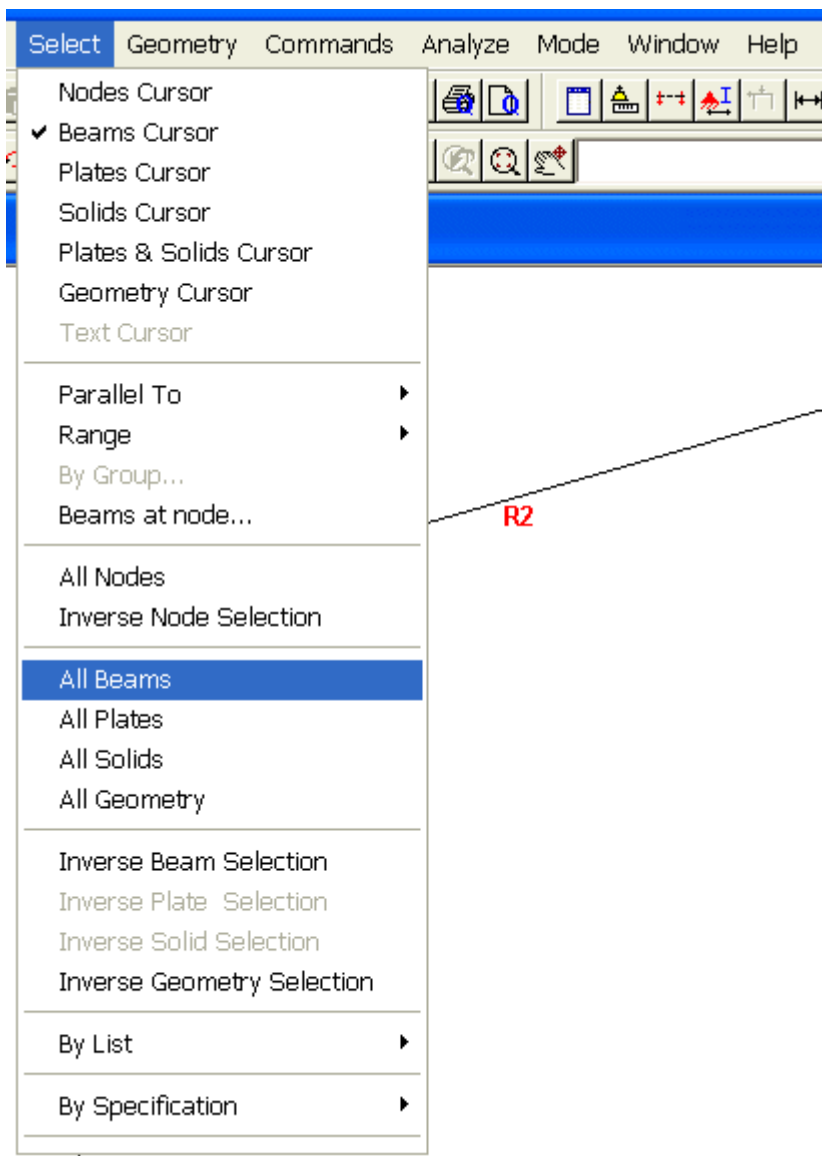 Select Geometry Commands Analyze Mode Window Help
Nodes Cursor
Beams Cursor
Plates Cursor
Solids Cursor
Plates & Solids Cursor
Geometry Cursor
Text Cursor
Parallel To
Range
By Group...
Beams at node...
R2
All Nodes
Inverse Node Selection
All Beams
All Plates
All Solids
All Geometry
Inverse Beam Selection
Inverse Plate Selection
Inverse Solid Selection
Inverse Geometry Selection
By List
By Specification